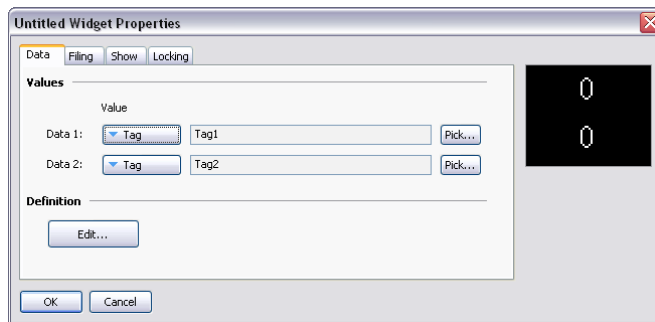 Untitled Widget Properties
Data Filing Show Locking
Values
Value
Data 1: Tag Tag1 Pick...
Data 2: Tag Tag2 Pick...
Definition
Edit...
OK Cancel
0
0